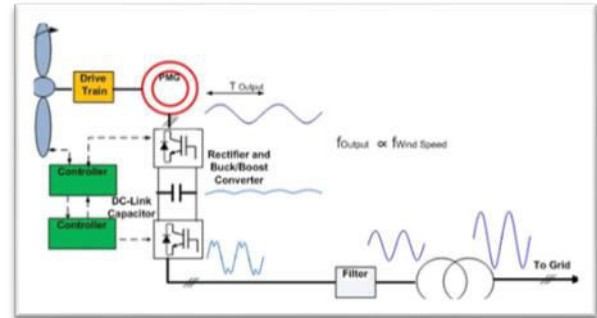 Drive
Train
PMG
T Output
fOutput ∝ fWind Speed
Rectifier and
Buck/Boost
Converter
Controller
DC-Link
Capacitor
Controller
Filter
To Grid